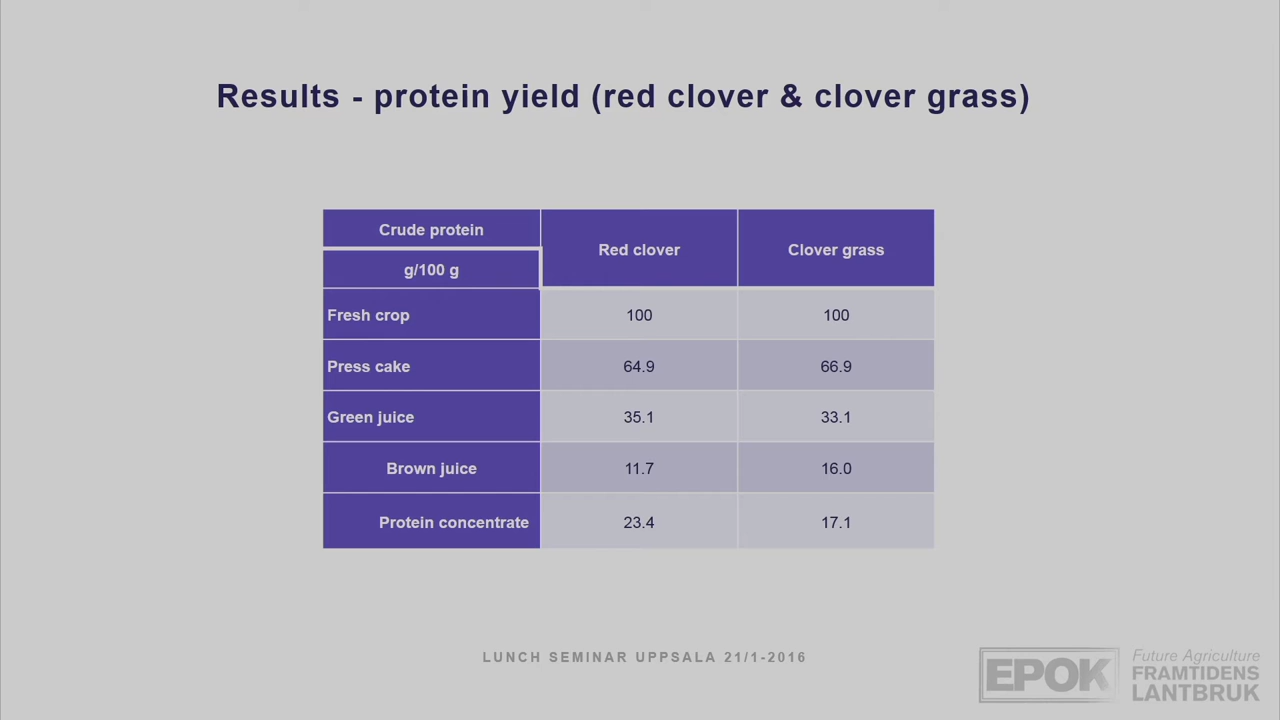 Results - protein yield (red clover & clover grass)
Crude protein
g/100 g
Red clover
Clover grass
Fresh crop 100 100
Press cake 64.9 66.9
Green juice 35.1 33.1
Brown juice 11.7 16.0
Protein concentrate 23.4 17.1
LUNCH SEMINAR UPPSALA 21/1-2016
EPOK
Future Agriculture
FRAMTIDENS
LANTBRUK